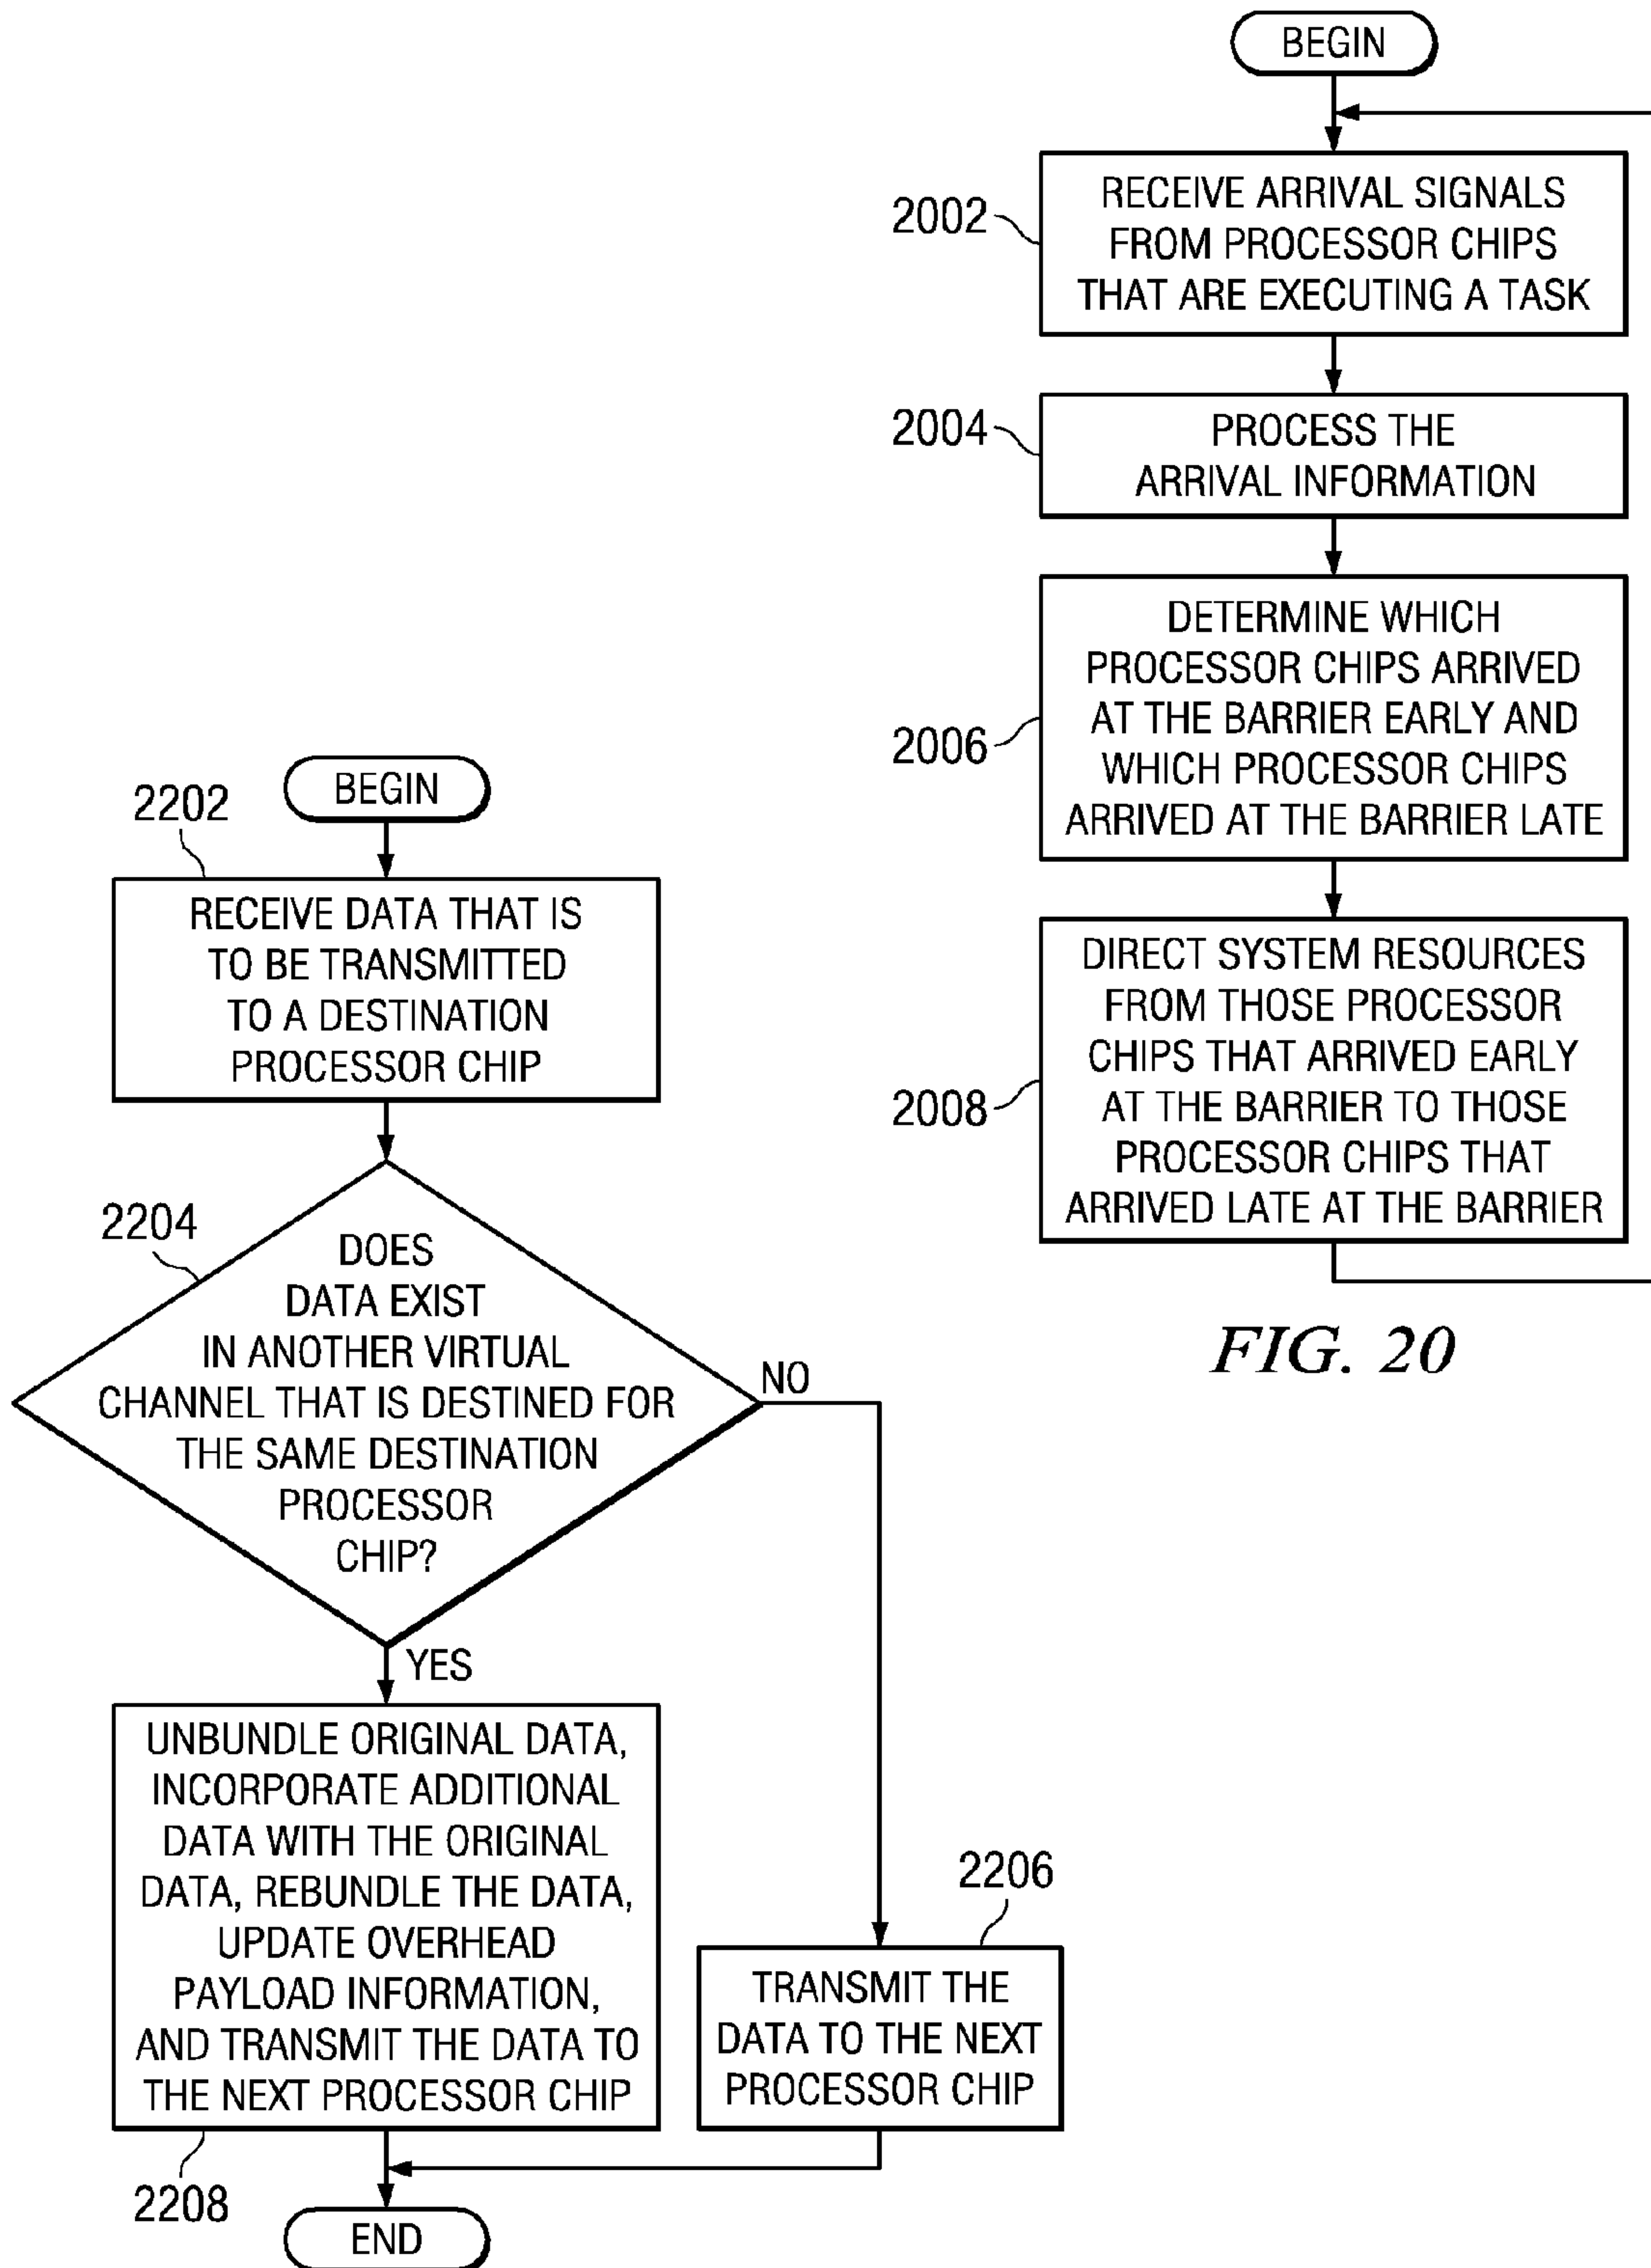 BEGIN
2002
RECEIVE ARRIVAL SIGNALS
FROM PROCESSOR CHIPS
THAT ARE EXECUTING A TASK
2004
PROCESS THE
ARRIVAL INFORMATION
2006
DETERMINE WHICH
PROCESSOR CHIPS ARRIVED
AT THE BARRIER EARLY AND
WHICH PROCESSOR CHIPS
ARRIVED AT THE BARRIER LATE
2008
DIRECT SYSTEM RESOURCES
FROM THOSE PROCESSOR
CHIPS THAT ARRIVED EARLY
AT THE BARRIER TO THOSE
PROCESSOR CHIPS THAT
ARRIVED LATE AT THE BARRIER
FIG. 20
BEGIN
2202
RECEIVE DATA THAT IS
TO BE TRANSMITTED
TO A DESTINATION
PROCESSOR CHIP
2204
DOES
DATA EXIST
IN ANOTHER VIRTUAL
CHANNEL THAT IS DESTINED FOR
THE SAME DESTINATION
PROCESSOR
CHIP?
NO
YES
UNBUNDLE ORIGINAL DATA,
INCORPORATE ADDITIONAL
DATA WITH THE ORIGINAL
DATA, REBUNDLE THE DATA,
UPDATE OVERHEAD
PAYLOAD INFORMATION,
AND TRANSMIT THE DATA TO
THE NEXT PROCESSOR CHIP
2208
2206
TRANSMIT THE
DATA TO THE NEXT
PROCESSOR CHIP
END